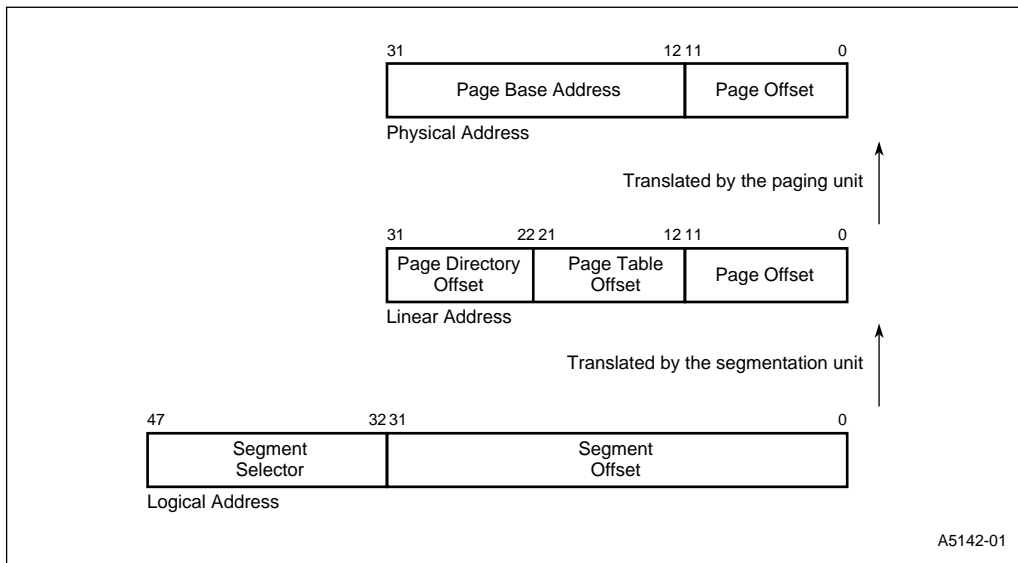 31 12 11 0
Page Base Address Page Offset
Physical Address
Translated by the paging unit
31 22 21 12 11 0
Page Directory
Offset
Page Table
Offset
Page Offset
Linear Address
Translated by the segmentation unit
47 32 31 0
Segment
Selector
Segment
Offset
Logical Address
A5142-01